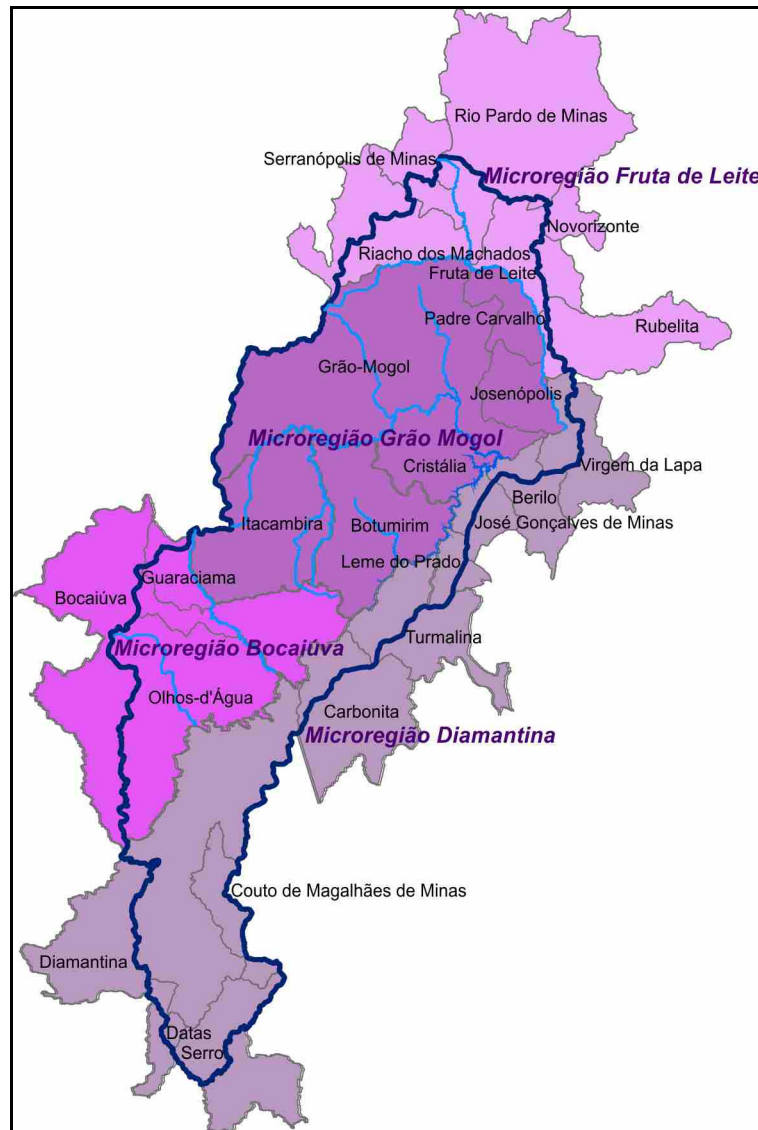 Rio Pardo de Minas
Serranópolis de Minas
Microregião Fruta de Leite
Novorizonte
Riacho dos Machados
Fruta de Leite
Padre Carvalho
Rubelita
Grão-Mogol
Josenópolis
Microregião Grão Mogol
Cristália
Virgem da Lapa
Berilo
Itacambira
Botumirim
José Gonçalves de Minas
Leme do Prado
Guaraciama
Bocaiúva
Turmalina
Microregião Bocaiúva
Olhos-d'Água
Carbonita
Microregião Diamantina
Couto de Magalhães de Minas
Diamantina
Datas
Serro